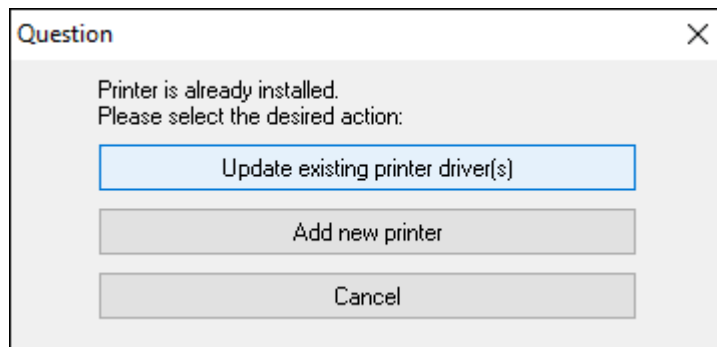 Question
Printer is already installed.
Please select the desired action:
Update existing printer driver(s)
Add new printer
Cancel